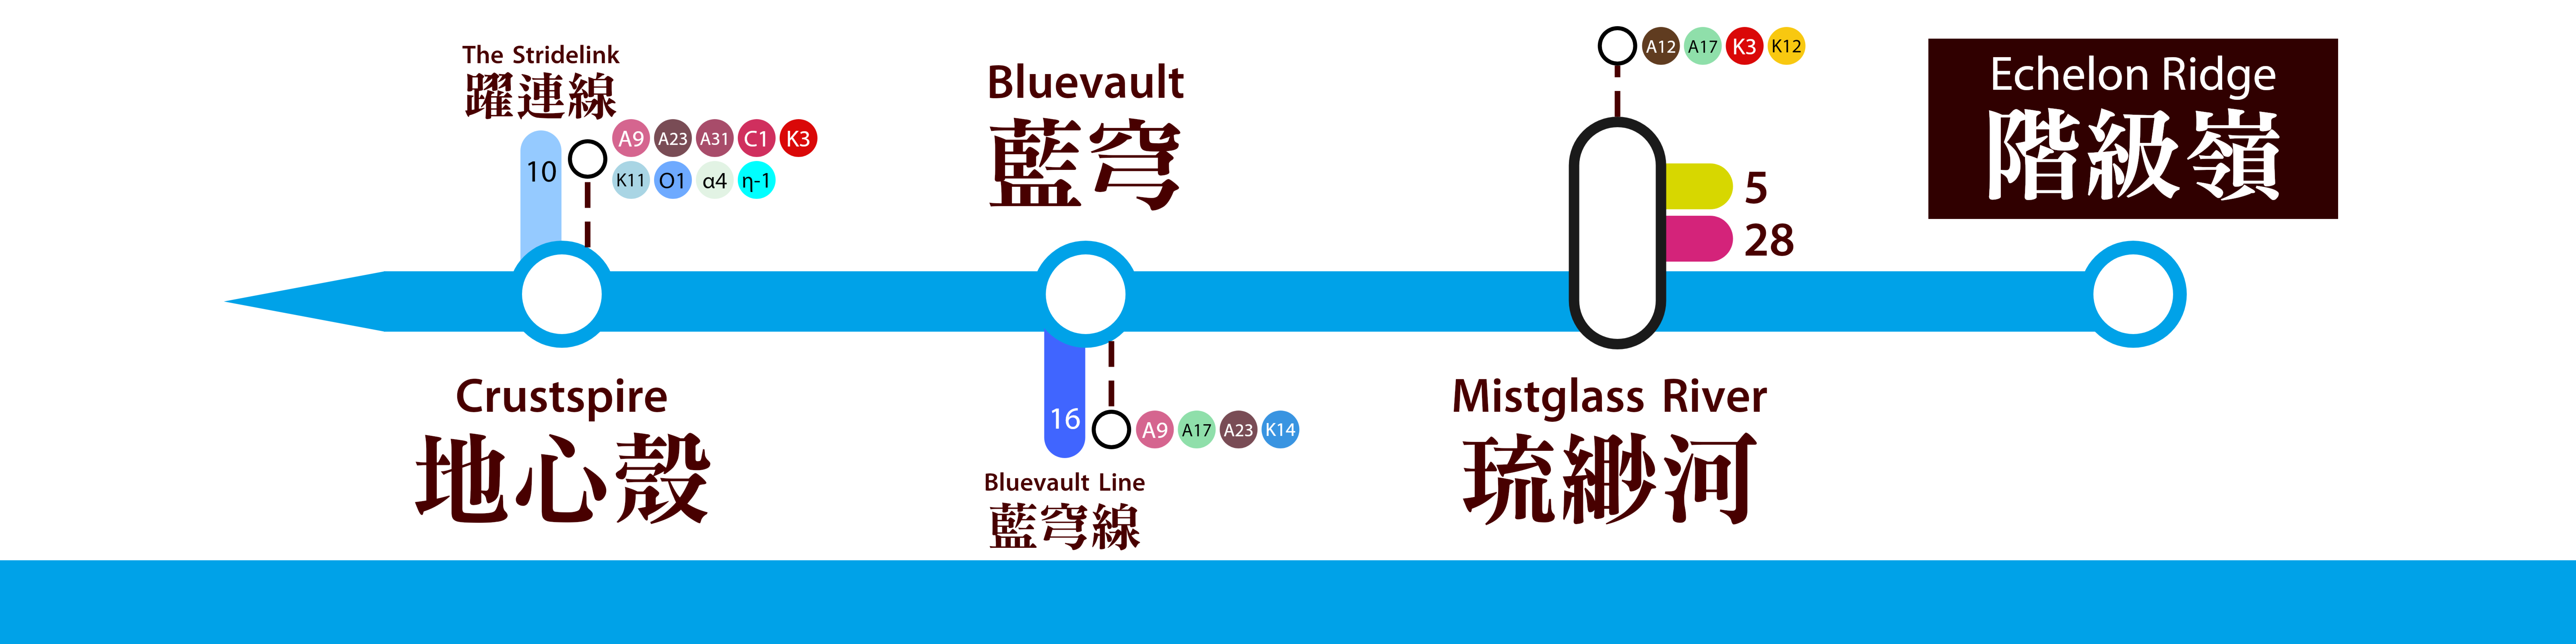 The Stridelink
躍連線
10
A9 A23 A31 C1 K3
K11 O1 α4 η-1
Crustspire
地心殼
Bluevault
藍穹
16
A9 A17 A23 K14
Bluevault Line
藍穹線
A12 A17 K3 K12
5
28
Mistglass River
琉緲河
Echelon Ridge
階級嶺